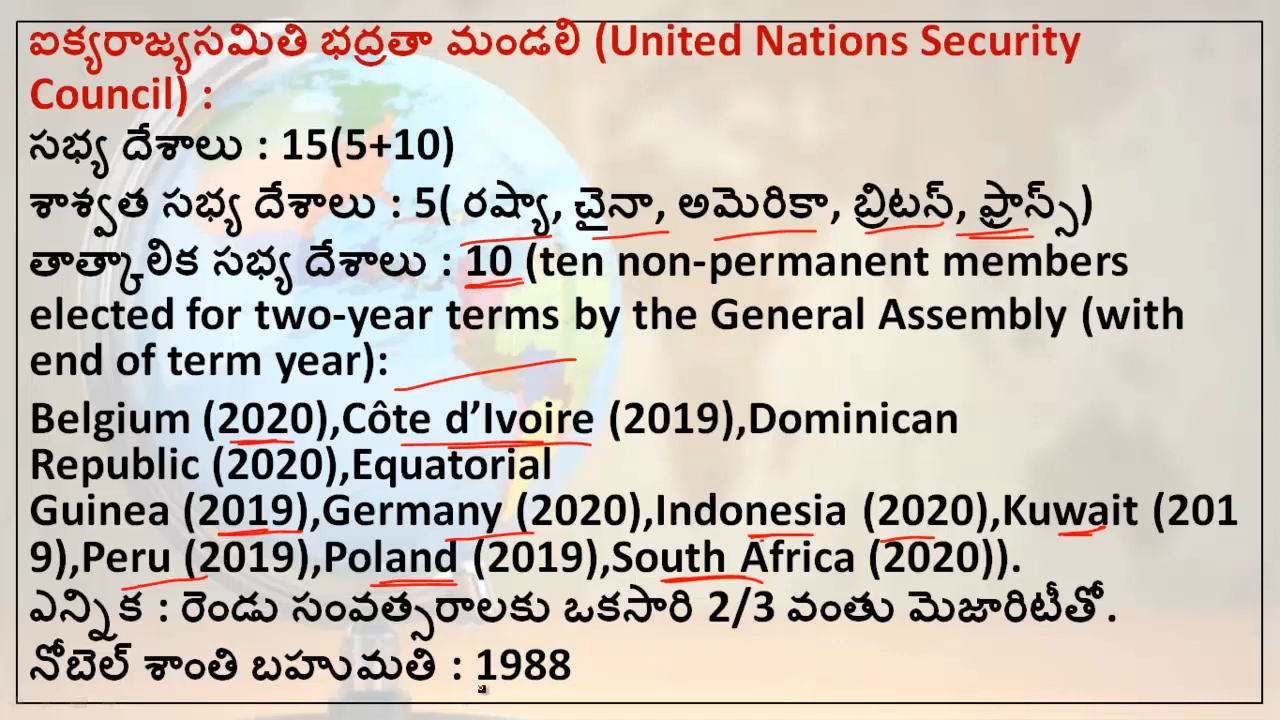 ఐక్యరాజ్యసమితి భద్రతా మండలి (United Nations Security
Council) :
సభ్య దేశాలు : 15(5+10)
శాశ్వత సభ్య దేశాలు : 5( రష్యా, చైనా, అమెరికా, బ్రిటన్, ఫ్రాన్స్)
తాత్కాలిక సభ్య దేశాలు : 10 (ten non-permanent members
elected for two-year terms by the General Assembly (with
end of term year):
Belgium (2020),Côte d’Ivoire (2019),Dominican
Republic (2020),Equatorial
Guinea (2019),Germany (2020),Indonesia (2020),Kuwait (201
9),Peru (2019),Poland (2019),South Africa (2020)).
ఎన్నిక : రెండు సంవత్సరాలకు ఒకసారి 2/3 వంతు మెజారిటీతో.
నోబెల్ శాంతి బహుమతి : 1988